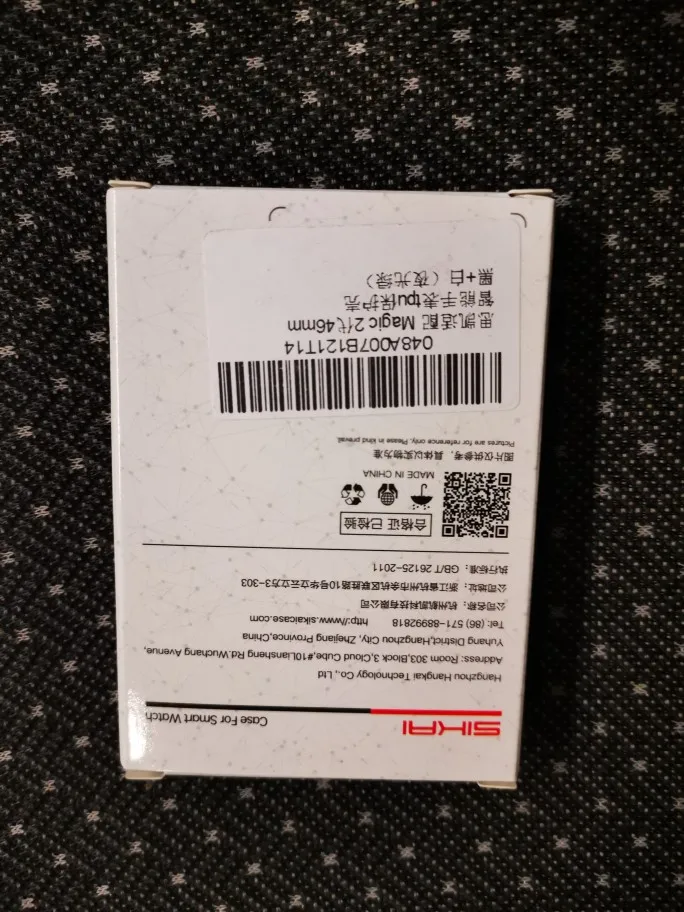 SIKAI
Case For Smart Watch
Hangzhou Hangkai Technology Co., Ltd
Address: Room 303,Block 3,Cloud Cube,#10Liansheng Rd.Wuchang Avenue,
Yuhang District,Hangzhou City, Zhejiang Province,China
Tel: (86) 571-88992818 http://www.sikaicase.com
公司名称：杭州航凯科技有限公司
公司地址：浙江省杭州市余杭区联胜路10号华立云立方3-303
执行标准：GB/T 26125-2011
合格证 已检验
MADE IN CHINA
图片仅供参考，具体以实物为准
Pictures are for reference only. Please in kind prevail.
048A007B121T14
思凯适配 Magic 2代46mm
智能手表tpu保护壳
黑+白（夜光绿）